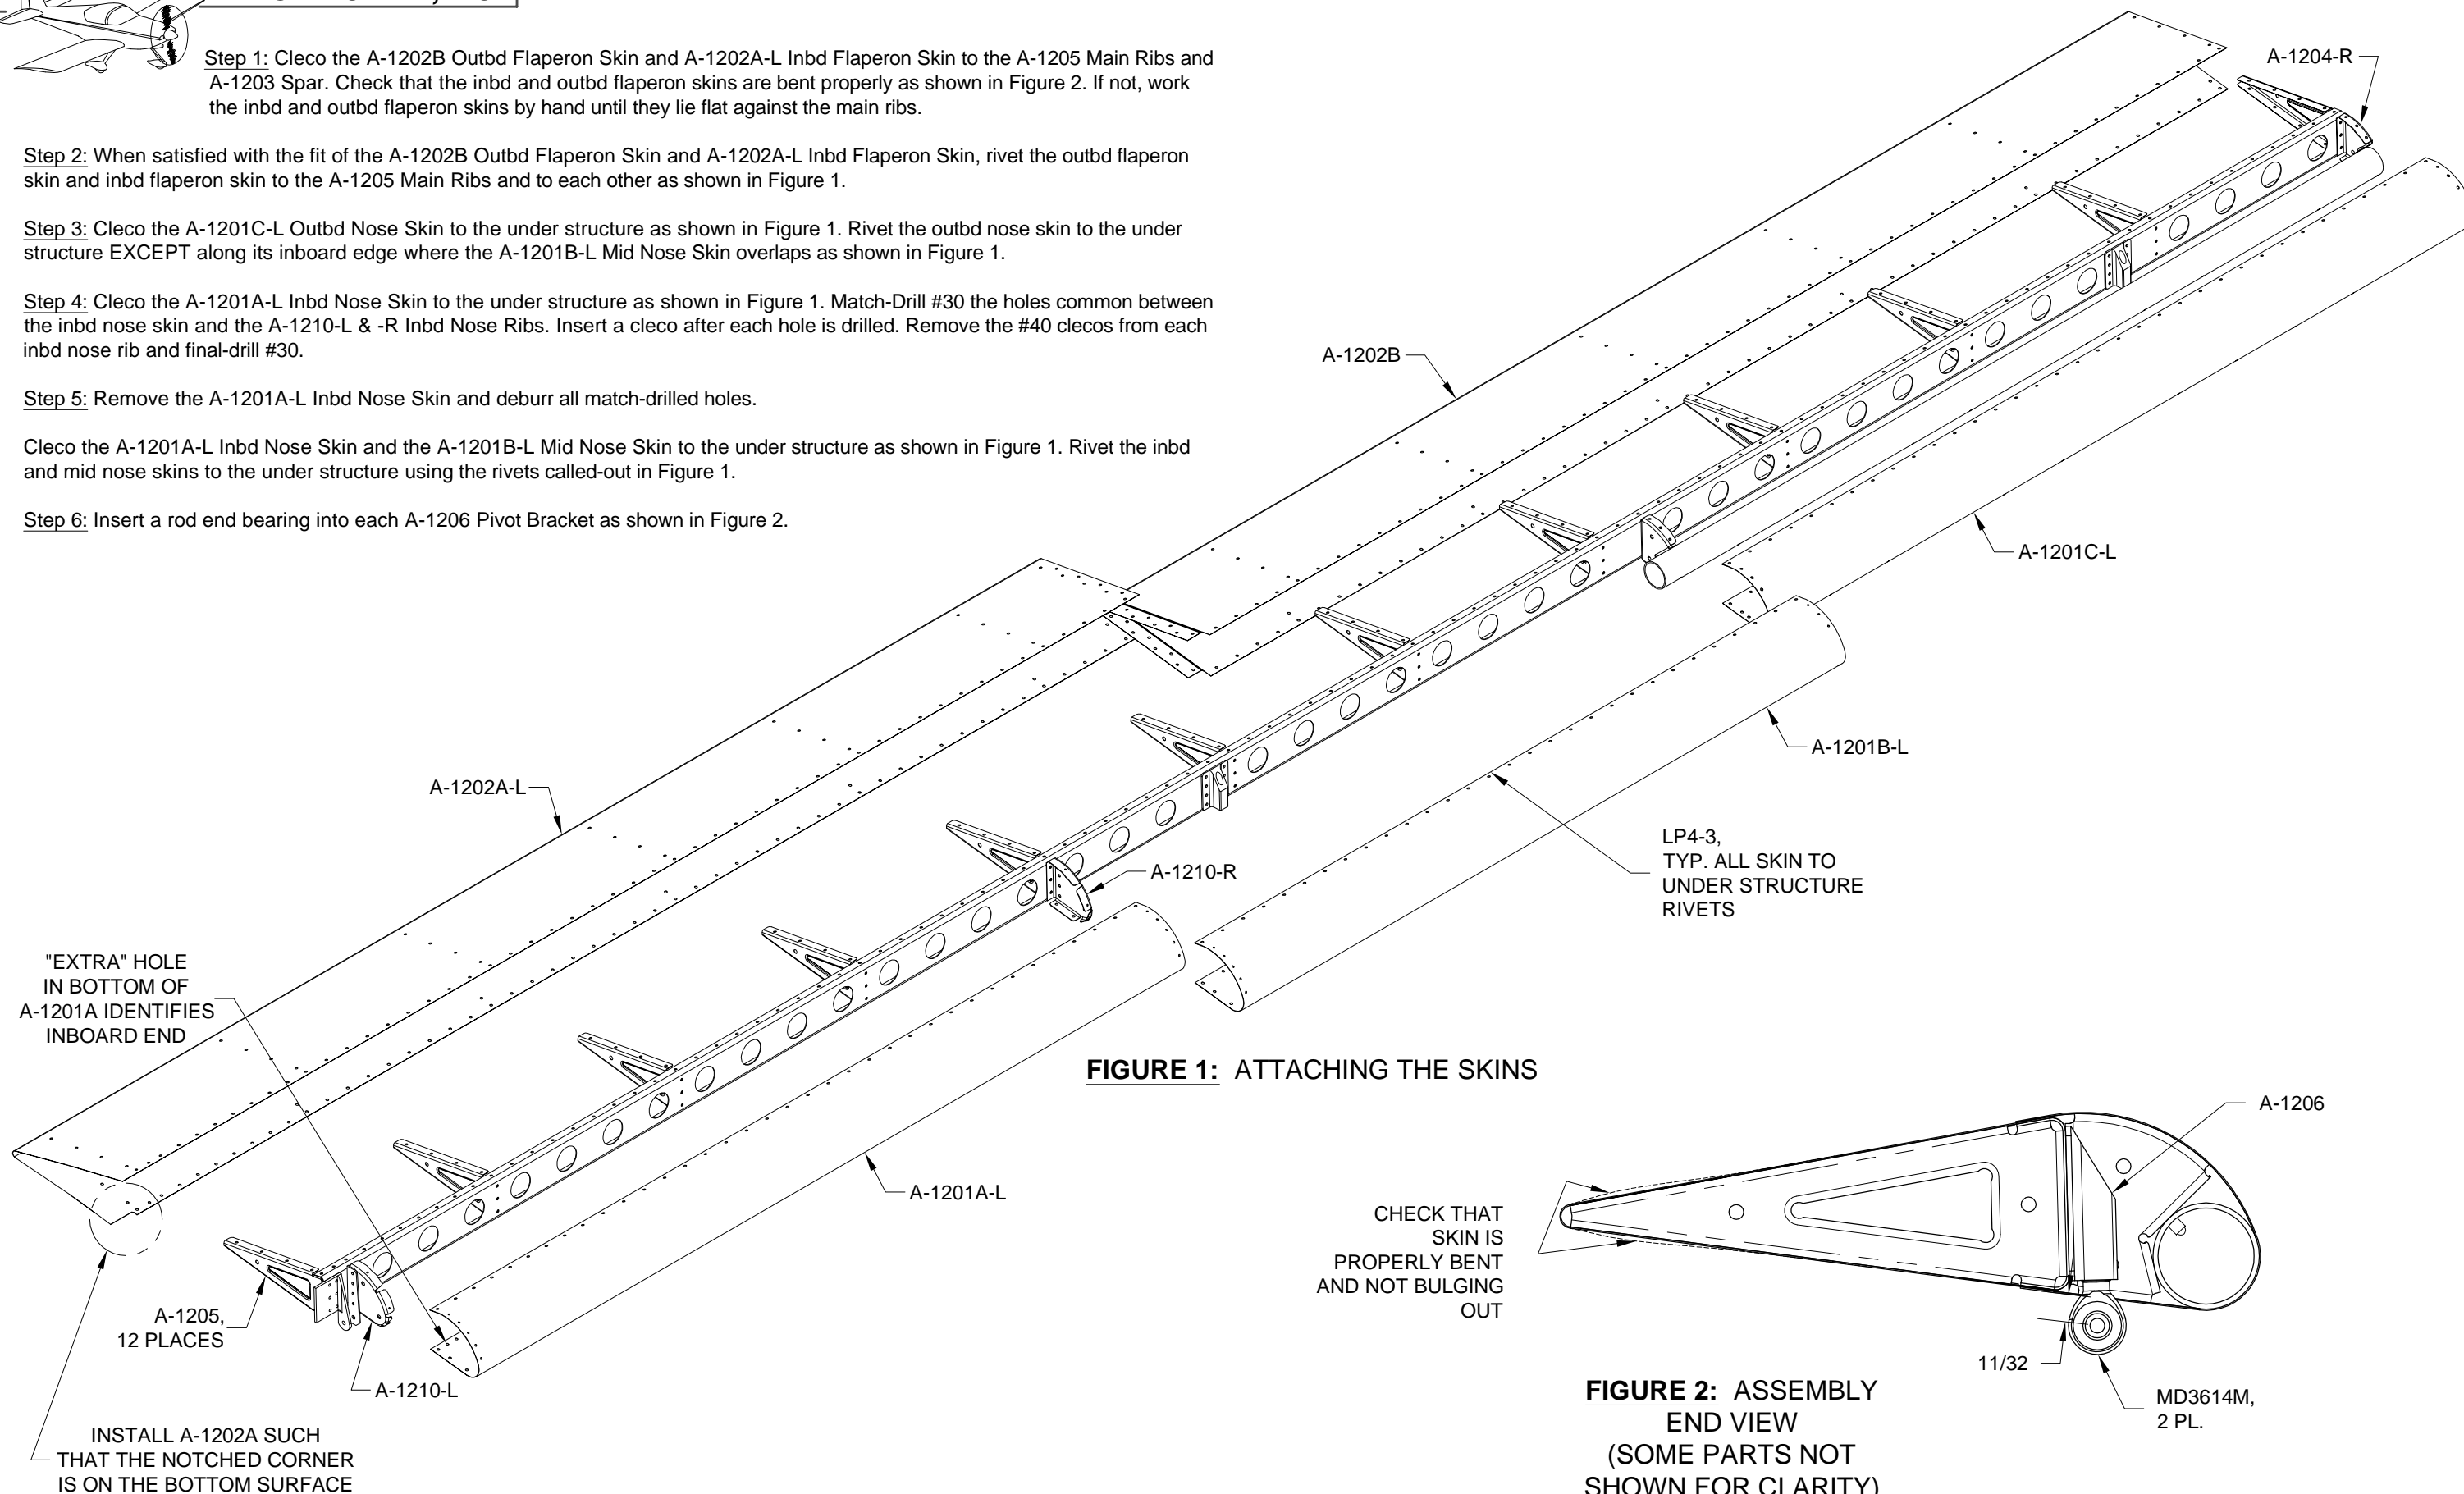 Step 1: Cleco the A-1202B Outbd Flaperon Skin and A-1202A-L Inbd Flaperon Skin to the A-1205 Main Ribs and
A-1203 Spar. Check that the inbd and outbd flaperon skins are bent properly as shown in Figure 2. If not, work
the inbd and outbd flaperon skins by hand until they lie flat against the main ribs.
Step 2: When satisfied with the fit of the A-1202B Outbd Flaperon Skin and A-1202A-L Inbd Flaperon Skin, rivet the outbd flaperon
skin and inbd flaperon skin to the A-1205 Main Ribs and to each other as shown in Figure 1.
Step 3: Cleco the A-1201C-L Outbd Nose Skin to the under structure as shown in Figure 1. Rivet the outbd nose skin to the under
structure EXCEPT along its inboard edge where the A-1201B-L Mid Nose Skin overlaps as shown in Figure 1.
Step 4: Cleco the A-1201A-L Inbd Nose Skin to the under structure as shown in Figure 1. Match-Drill #30 the holes common between
the inbd nose skin and the A-1210-L & -R Inbd Nose Ribs. Insert a cleco after each hole is drilled. Remove the #40 clecos from each
inbd nose rib and final-drill #30.
Step 5: Remove the A-1201A-L Inbd Nose Skin and deburr all match-drilled holes.
Cleco the A-1201A-L Inbd Nose Skin and the A-1201B-L Mid Nose Skin to the under structure as shown in Figure 1. Rivet the inbd
and mid nose skins to the under structure using the rivets called-out in Figure 1.
Step 6: Insert a rod end bearing into each A-1206 Pivot Bracket as shown in Figure 2.
A-1204-R
A-1202B
A-1201C-L
A-1201B-L
A-1202A-L
LP4-3,
TYP. ALL SKIN TO
UNDER STRUCTURE
RIVETS
A-1210-R
"EXTRA" HOLE
IN BOTTOM OF
A-1201A IDENTIFIES
INBOARD END
FIGURE 1: ATTACHING THE SKINS
A-1206
A-1201A-L
CHECK THAT
SKIN IS
PROPERLY BENT
AND NOT BULGING
OUT
A-1205,
12 PLACES
A-1210-L
11/32
MD3614M,
2 PL.
INSTALL A-1202A SUCH
THAT THE NOTCHED CORNER
IS ON THE BOTTOM SURFACE
FIGURE 2: ASSEMBLY
END VIEW
(SOME PARTS NOT
SHOWN FOR CLARITY)